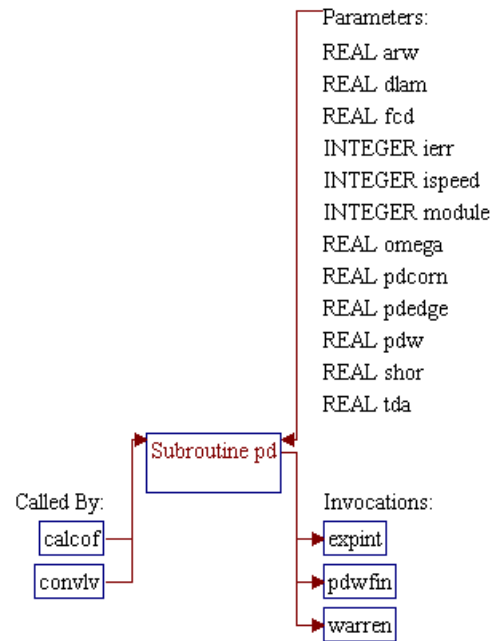 Parameters:
REAL arw
REAL dlam
REAL fcd
INTEGER ierr
INTEGER ispeed
INTEGER module
REAL omega
REAL pdcorn
REAL pdedge
REAL pdw
REAL shor
REAL tda
Subroutine pd
Called By:
calcof
convlv
Invocations:
expint
pdwfin
warren